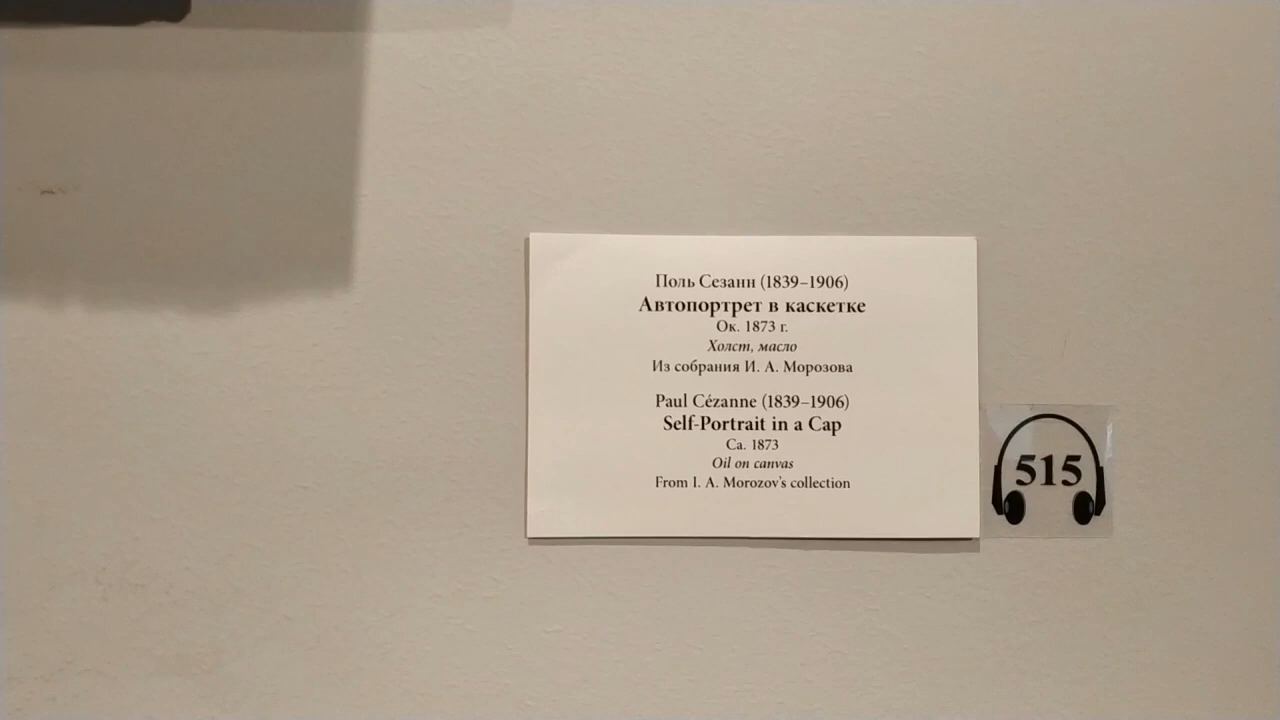 Поль Сезанн (1839–1906)
Автопортрет в каскетке
Ок. 1873 г.
Холст, масло
Из собрания И. А. Морозова
Paul Cézanne (1839–1906)
Self-Portrait in a Cap
Ca. 1873
Oil on canvas
From I. A. Morozov's collection
515